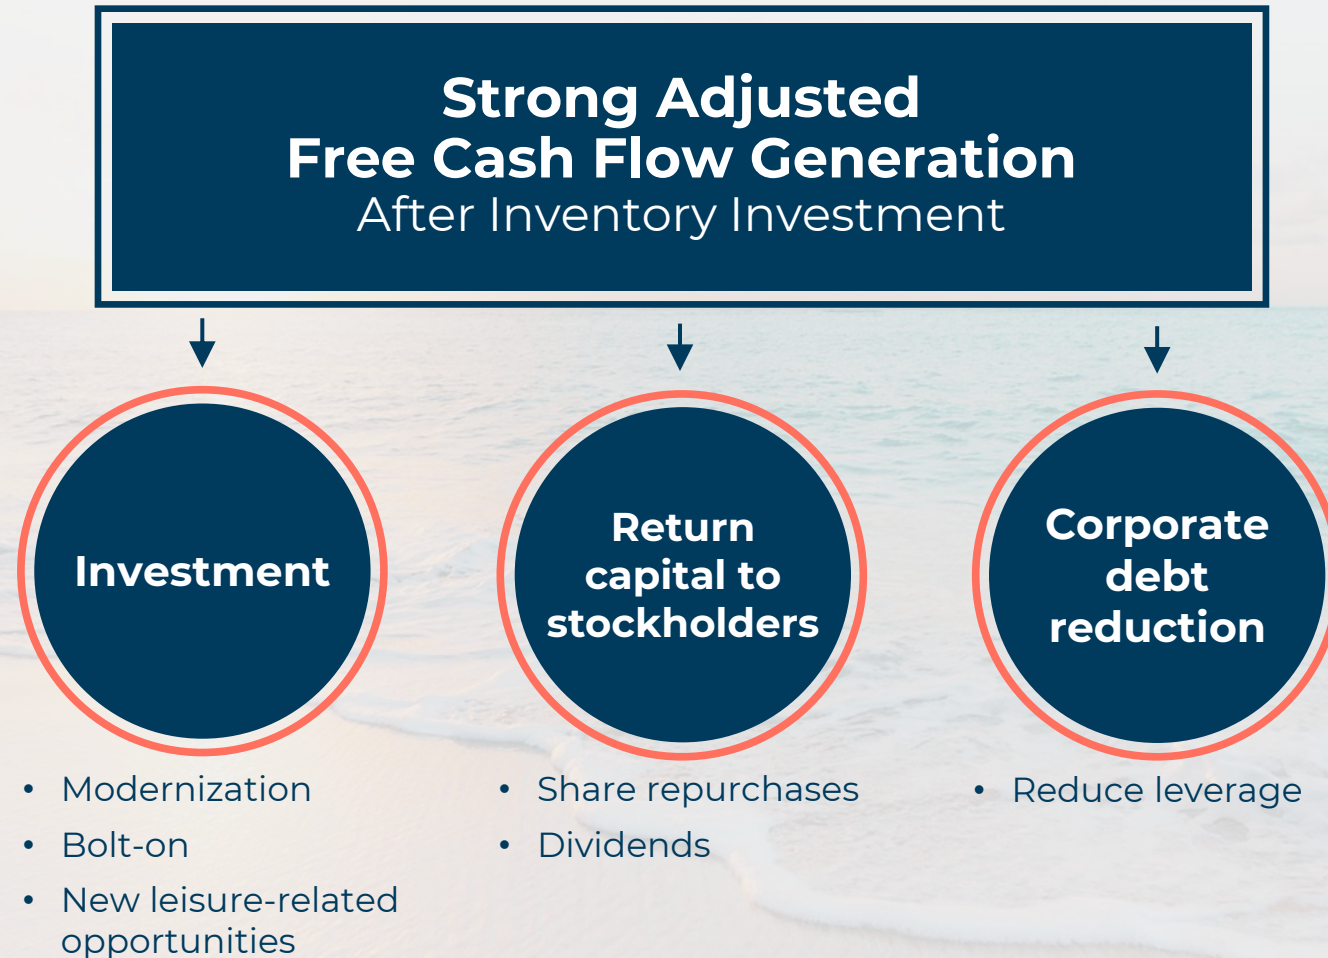 Strong Adjusted
Free Cash Flow Generation
After Inventory Investment
Investment
• Modernization
• Bolt-on
• New leisure-related
opportunities
Return
capital to
stockholders
• Share repurchases
• Dividends
Corporate
debt
reduction
• Reduce leverage